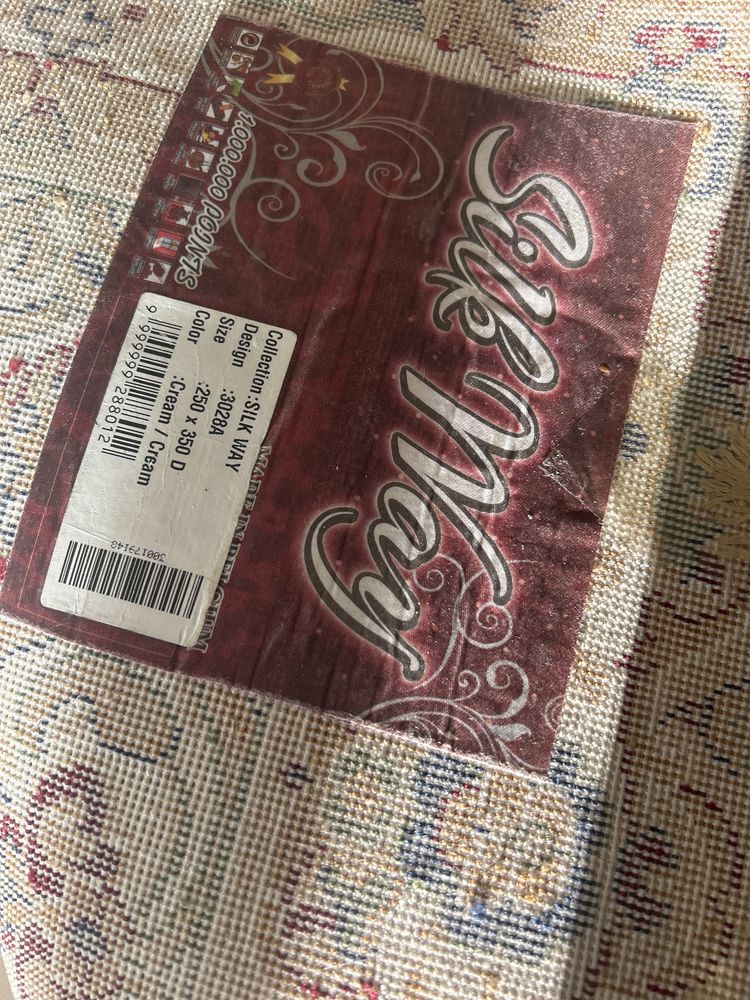 Silk Way
1.000.000 POINTS
MADE IN BELGIUM
Collection:SILK WAY
Design :3028A
Size :250 x 350 D
Color :Cream / Cream
9 999999 288012
300179143